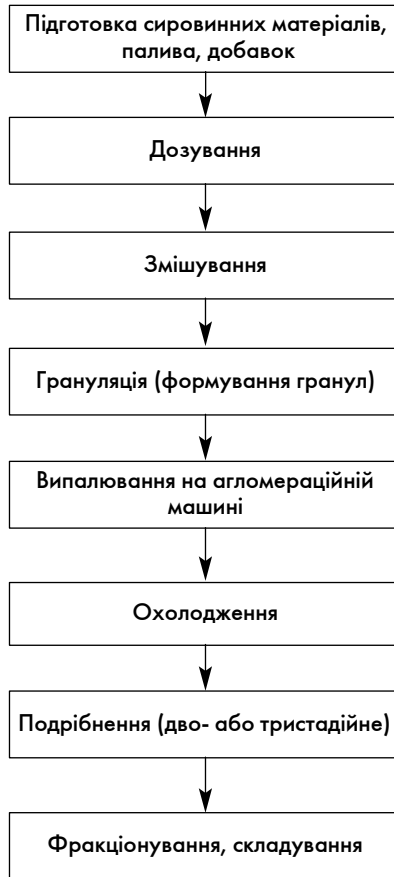 Підготовка сировинних матеріалів,
палива, добавок
Дозування
Змішування
Грануляція (формування гранул)
Випалювання на агломераційній
машині
Охолодження
Подрібнення (дво- або тристадійне)
Фракціонування, складування